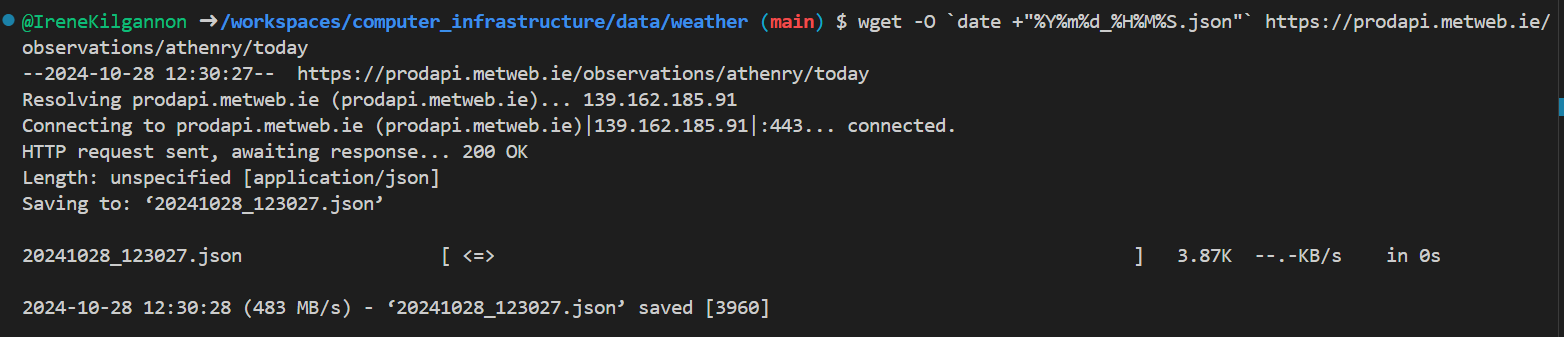 @IreneKilgannon ➜/workspaces/computer_infrastructure/data/weather (main) $ wget -O `date +"%Y%m%d_%H%M%S.json"` https://prodapi.metweb.ie/
observations/athenry/today
--2024-10-28 12:30:27--  https://prodapi.metweb.ie/observations/athenry/today
Resolving prodapi.metweb.ie (prodapi.metweb.ie)... 139.162.185.91
Connecting to prodapi.metweb.ie (prodapi.metweb.ie)|139.162.185.91|:443... connected.
HTTP request sent, awaiting response... 200 OK
Length: unspecified [application/json]
Saving to: ‘20241028_123027.json’
20241028_123027.json                  [ <=>                                                          ]   3.87K  --.-KB/s    in 0s
2024-10-28 12:30:28 (483 MB/s) - ‘20241028_123027.json’ saved [3960]